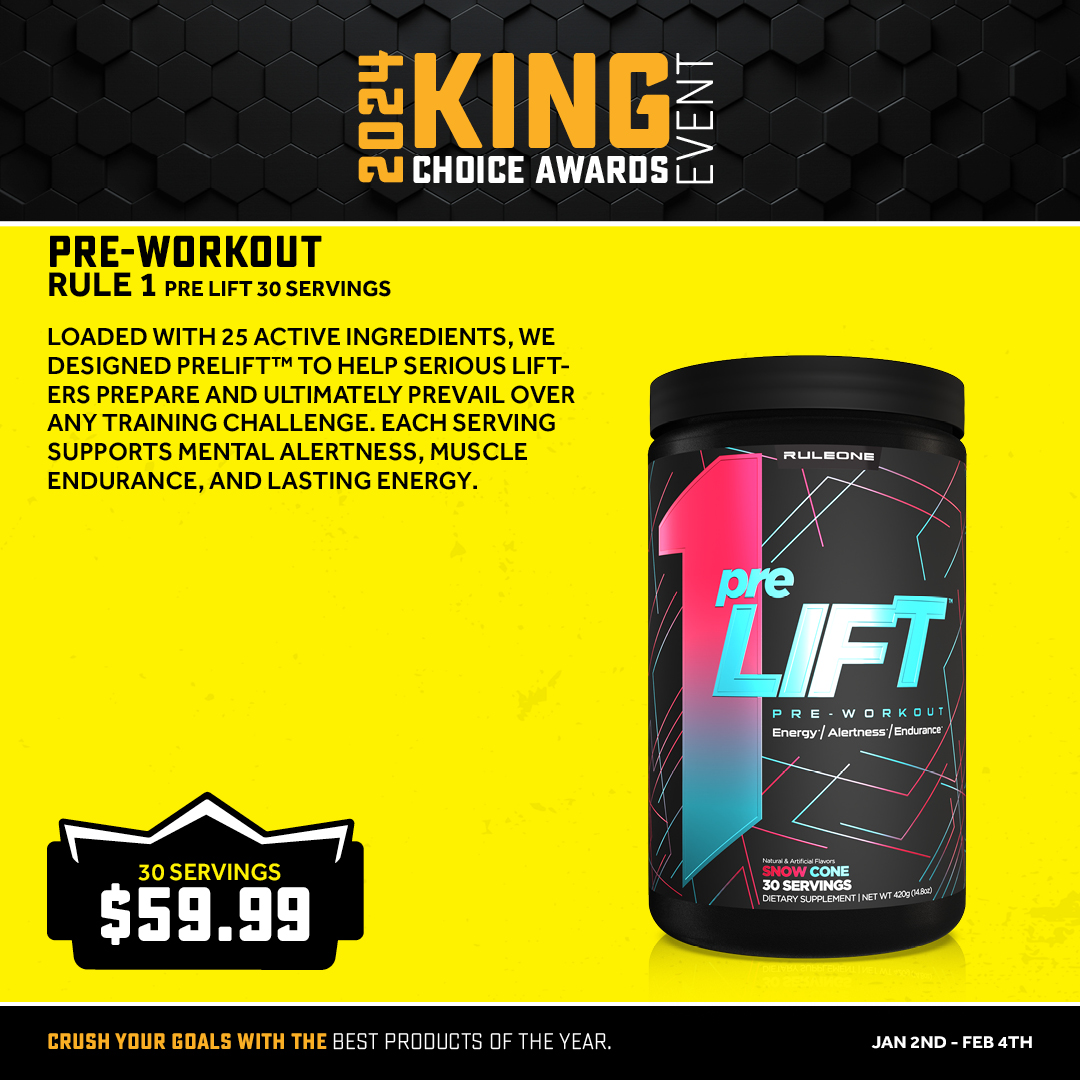 2024
KING
CHOICE AWARDS
EVENT
PRE-WORKOUT
RULE 1 PRE LIFT 30 SERVINGS
LOADED WITH 25 ACTIVE INGREDIENTS, WE
DESIGNED PRELIFT™ TO HELP SERIOUS LIFT-
ERS PREPARE AND ULTIMATELY PREVAIL OVER
ANY TRAINING CHALLENGE. EACH SERVING
SUPPORTS MENTAL ALERTNESS, MUSCLE
ENDURANCE, AND LASTING ENERGY.
RULEONE
1
pre
LIFT™
PRE-WORKOUT
Energy*/Alertness*/Endurance*
Natural & Artificial Flavors
SNOW CONE
30 SERVINGS
DIETARY SUPPLEMENT | NET WT 420g (14.8oz)
30 SERVINGS
$59.99
CRUSH YOUR GOALS WITH THE BEST PRODUCTS OF THE YEAR.
JAN 2ND - FEB 4TH